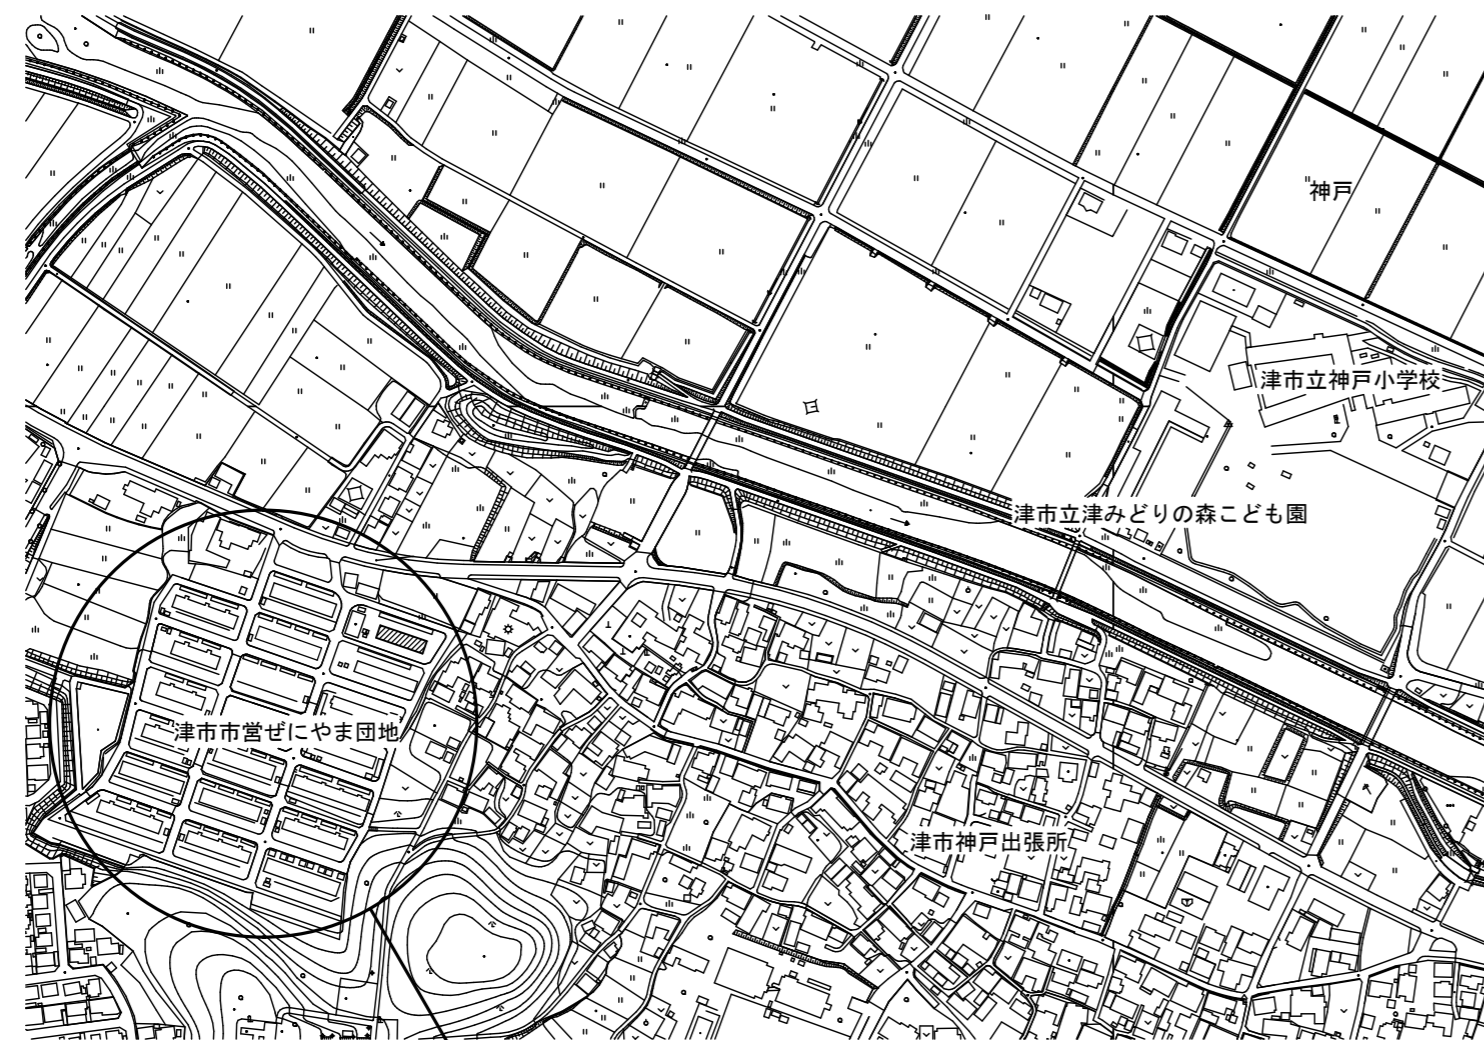 神戸
津市立神戸小学校
津市立津みどりの森こども園
津市市営ぜにやま団地
津市神戸出張所